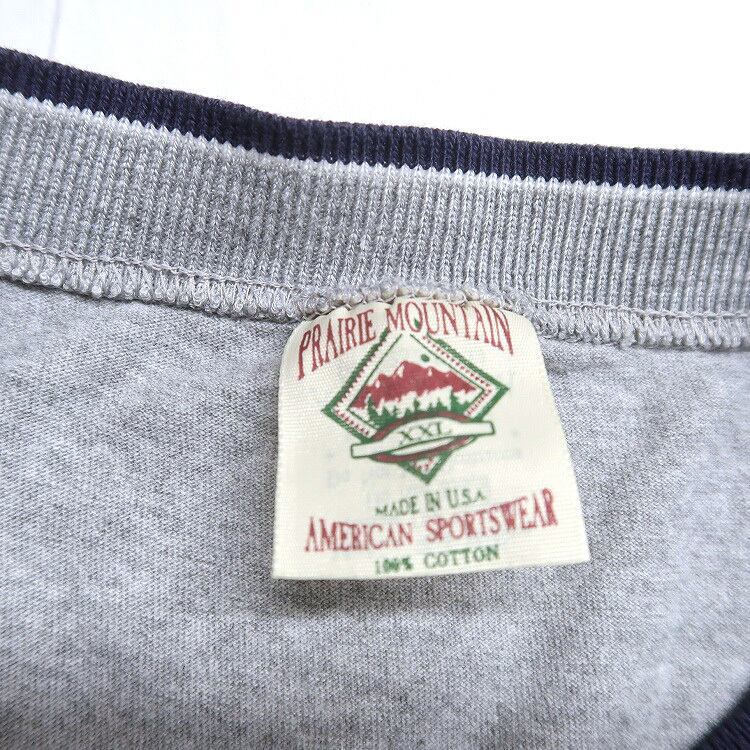 PRAIRIE MOUNTAIN
XXL
MADE IN U.S.A
AMERICAN SPORTSWEAR
100% COTTON